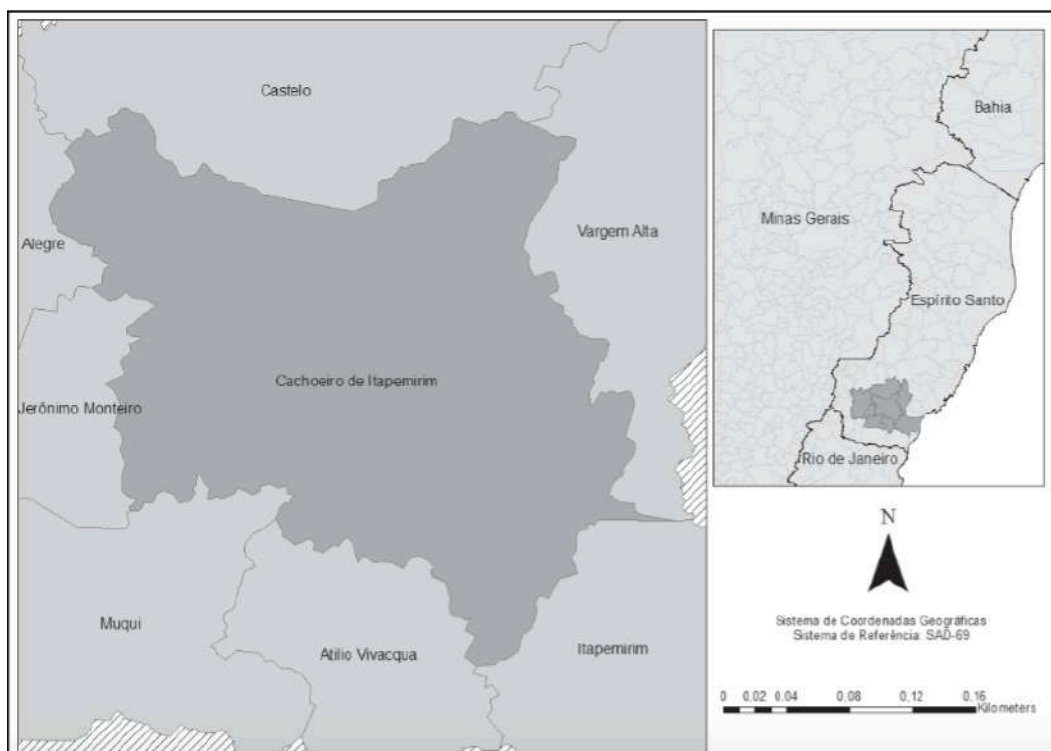 Castelo
Alegre
Vargem Alta
Cachoeiro de Itapemirim
Jerônimo Monteiro
Muqui
Atilio Vivacqua
Itapemirim
Bahia
Minas Gerais
Espírito Santo
Rio de Janeiro
N
Sistema de Coordenadas Geográficas
Sistema de Referência: SAD-69
0 0.02 0.04 0.08 0.12 0.16
Kilometers